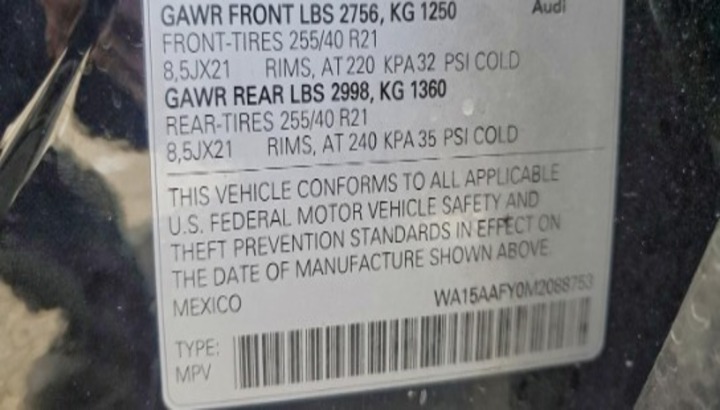 GAWR FRONT LBS 2756, KG 1250
Audi
FRONT-TIRES 255/40 R21
8,5JX21 RIMS, AT 220 KPA 32 PSI COLD
GAWR REAR LBS 2998, KG 1360
REAR-TIRES 255/40 R21
8,5JX21 RIMS, AT 240 KPA 35 PSI COLD
THIS VEHICLE CONFORMS TO ALL APPLICABLE
U.S. FEDERAL MOTOR VEHICLE SAFETY AND
THEFT PREVENTION STANDARDS IN EFFECT ON
THE DATE OF MANUFACTURE SHOWN ABOVE
MEXICO WA15AAFY0M2088753
TYPE:
MPV